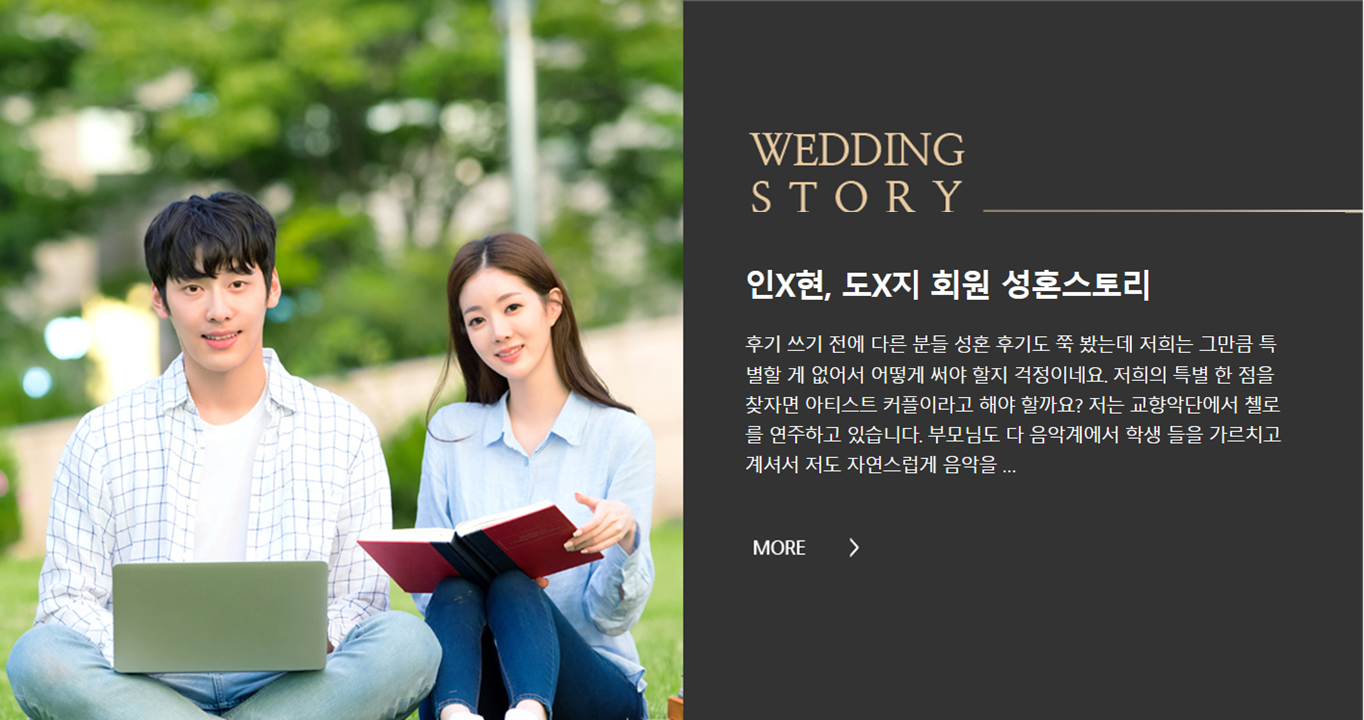 WEDDING
STORY
인X현, 도X지 회원 성혼스토리
후기 쓰기 전에 다른 분들 성혼 후기도 쭉 봤는데 저희는 그만큼 특
별할 게 없어서 어떻게 써야 할지 걱정이네요. 저희의 특별 한 점을
찾자면 아티스트 커플이라고 해야 할까요? 저는 교향악단에서 첼로
를 연주하고 있습니다. 부모님도 다 음악계에서 학생 들을 가르치고
계셔서 저도 자연스럽게 음악을 ...
MORE >